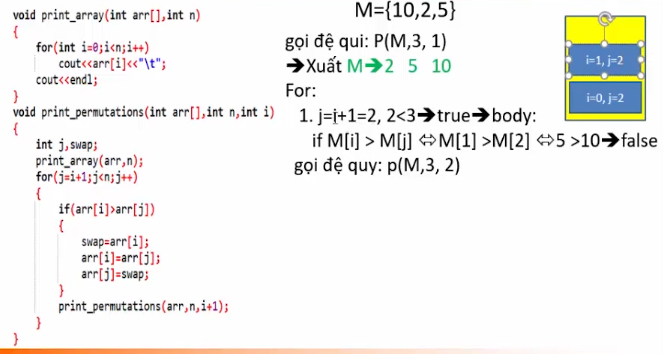 void print_array(int arr[],int n)
{
for(int i=0;i<n;i++)
cout<<arr[i]<<"\t";
cout<<endl;
}
void print_permutations(int arr[],int n,int i)
{
int j,swap;
print_array(arr,n);
for(j=i+1;j<n;j++)
{
if(arr[i]>arr[j])
{
swap=arr[i];
arr[i]=arr[j];
arr[j]=swap;
}
print_permutations(arr,n,i+1);
}
}
M={10,2,5}
gọi đệ qui: P(M,3, 1)
➔Xuất M➔2 5 10
For:
1. j=i+1=2, 2<3➔true➔body:
if M[i] > M[j] ⇔M[1] >M[2] ⇔5 >10➔false
gọi đệ quy: p(M,3, 2)
i=1, j=2
i=0, j=2